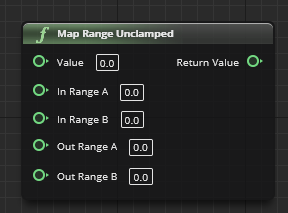 f Map Range Unclamped
Value 0.0 Return Value
In Range A 0.0
In Range B 0.0
Out Range A 0.0
Out Range B 0.0